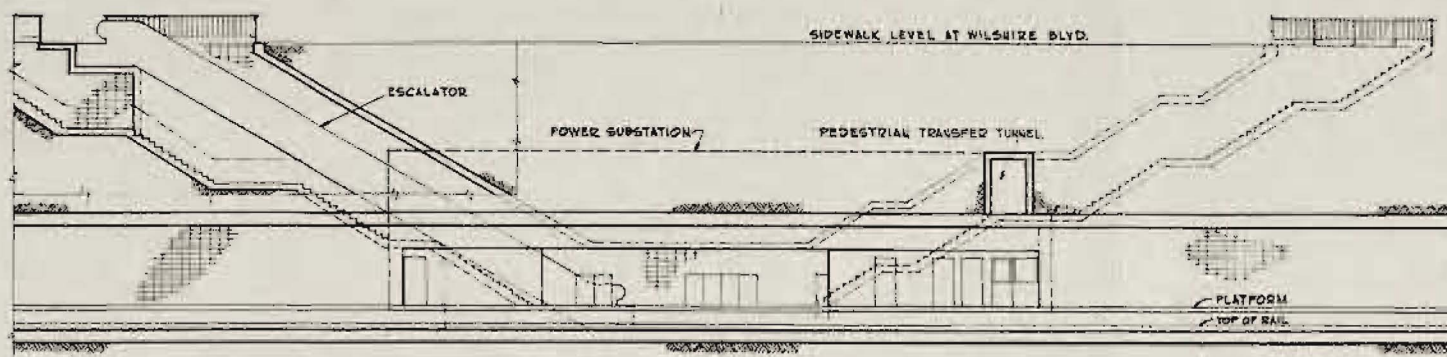 SIDEWALK LEVEL AT WILSHIRE BLVD.
ESCALATOR
POWER SUBSTATION
PEDESTRIAN TRANSFER TUNNEL
PLATFORM
TOP OF RAIL